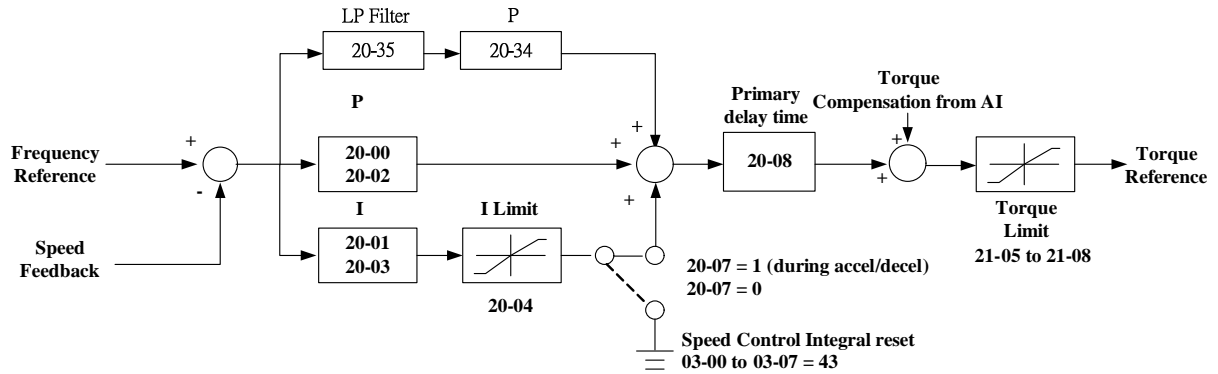 LP Filter
20-35
P
20-34
P
20-00
20-02
I
20-01
20-03
I Limit
20-04
Frequency
Reference
+
-
Speed
Feedback
+
+
+
Primary
delay time
20-08
Torque
Compensation from AI
+
+
Torque
Limit
21-05 to 21-08
Torque
Reference
20-07 = 1 (during accel/decel)
20-07 = 0
Speed Control Integral reset
03-00 to 03-07 = 43